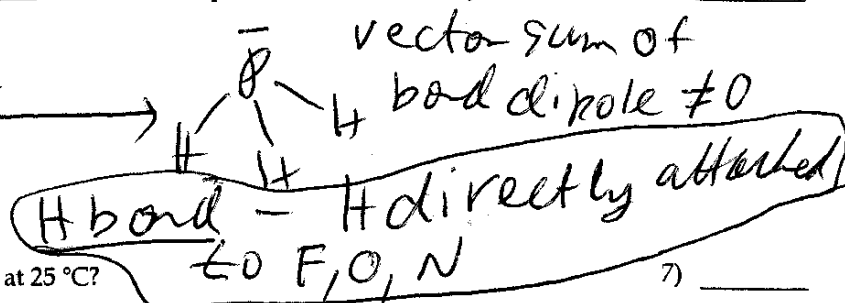 vector sum of
P
H
H
H
bond dipole ≠ 0
H bond - H directly attached
to F, O, N
at 25 °C?
7)